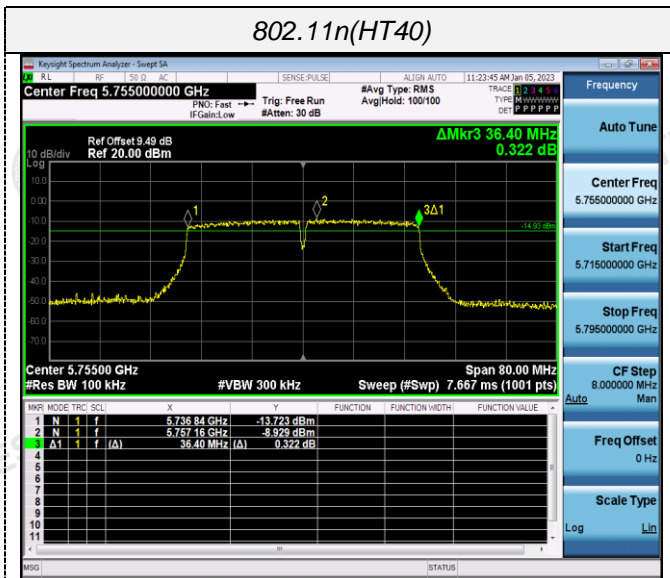 802.11n(HT40)
Keysight Spectrum Analyzer - Swept SA
RL RF 50 Ω AC SENSE:PULSE ALIGN AUTO 11:23:45 AM Jan 05, 2023
Center Freq 5.755000000 GHz
PNO: Fast
IFGain:Low
Trig: Free Run
#Atten: 30 dB
#Avg Type: RMS
Avg|Hold: 100/100
TRACE 1 2 3 4 5 6
TYPE M WWWWW
DET P P P P P P
Ref Offset 9.49 dB
Ref 20.00 dBm
10 dB/div
Log
ΔMkr3 36.40 MHz
0.322 dB
10.0
0.00
-10.0
-20.0
-30.0
-40.0
-50.0
-60.0
-70.0
1
2
3Δ1
-14.93 dBm
Center 5.75500 GHz
Span 80.00 MHz
#Res BW 100 kHz #VBW 300 kHz Sweep (#Swp) 7.667 ms (1001 pts)
MKR MODE TRC SCL X Y FUNCTION FUNCTION WIDTH FUNCTION VALUE
1 N 1 f 5.736 84 GHz -13.723 dBm
2 N 1 f 5.757 16 GHz -8.929 dBm
3 Δ1 1 f (Δ) 36.40 MHz (Δ) 0.322 dB
4
5
6
7
8
9
10
11
MSG STATUS
Frequency
Auto Tune
Center Freq
5.755000000 GHz
Start Freq
5.715000000 GHz
Stop Freq
5.795000000 GHz
CF Step
8.000000 MHz
Auto Man
Freq Offset
0 Hz
Scale Type
Log Lin